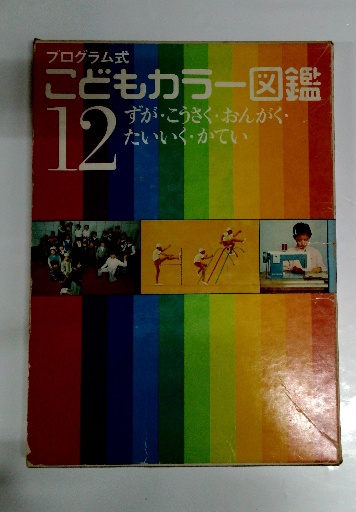 プログラム式
こどもカラー図鑑
12
ずが・こうさく・おんがく・
たいいく・かてい